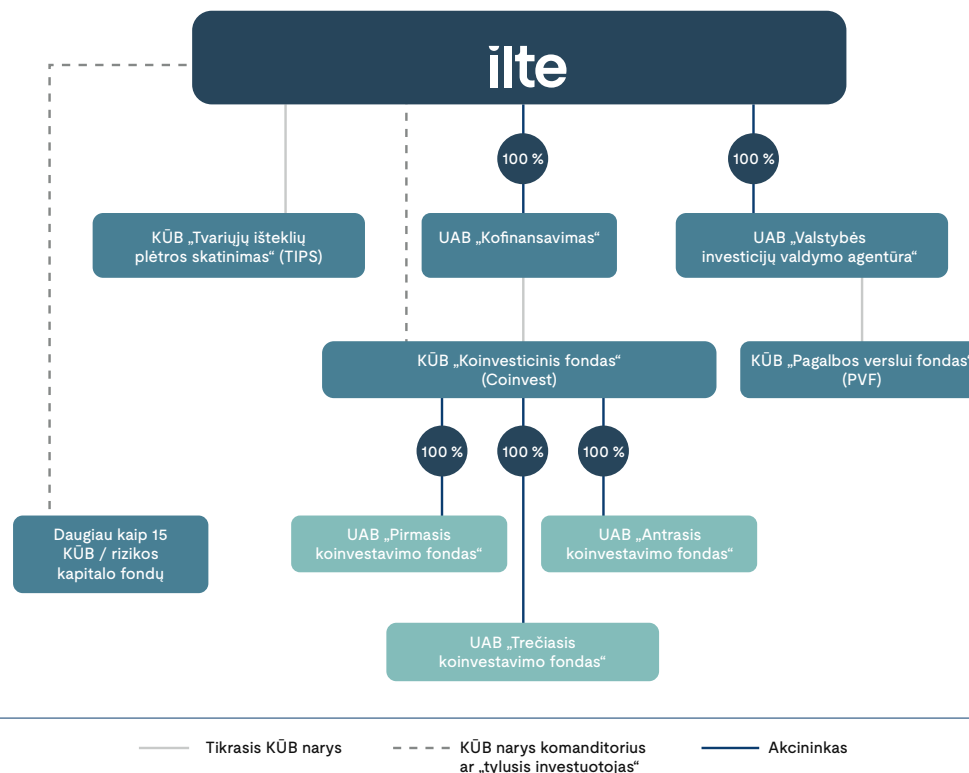 ilte
100 %
100 %
KŪB „Tvariųjų išteklių
plėtros skatinimas“ (TIPS)
UAB „Kofinansavimas“
UAB „Valstybės
investicijų valdymo agentūra“
KŪB „Koinvesticinis fondas“
(Coinvest)
KŪB „Pagalbos verslui fondas“
(PVF)
100 %
100 %
100 %
Daugiau kaip 15
KŪB / rizikos
kapitalo fondų
UAB „Pirmasis
koinvestavimo fondas“
UAB „Antrasis
koinvestavimo fondas“
UAB „Trečiasis
koinvestavimo fondas“
Tikrasis KŪB narys
KŪB narys komanditorius
ar „tylusis investuotojas“
Akcininkas